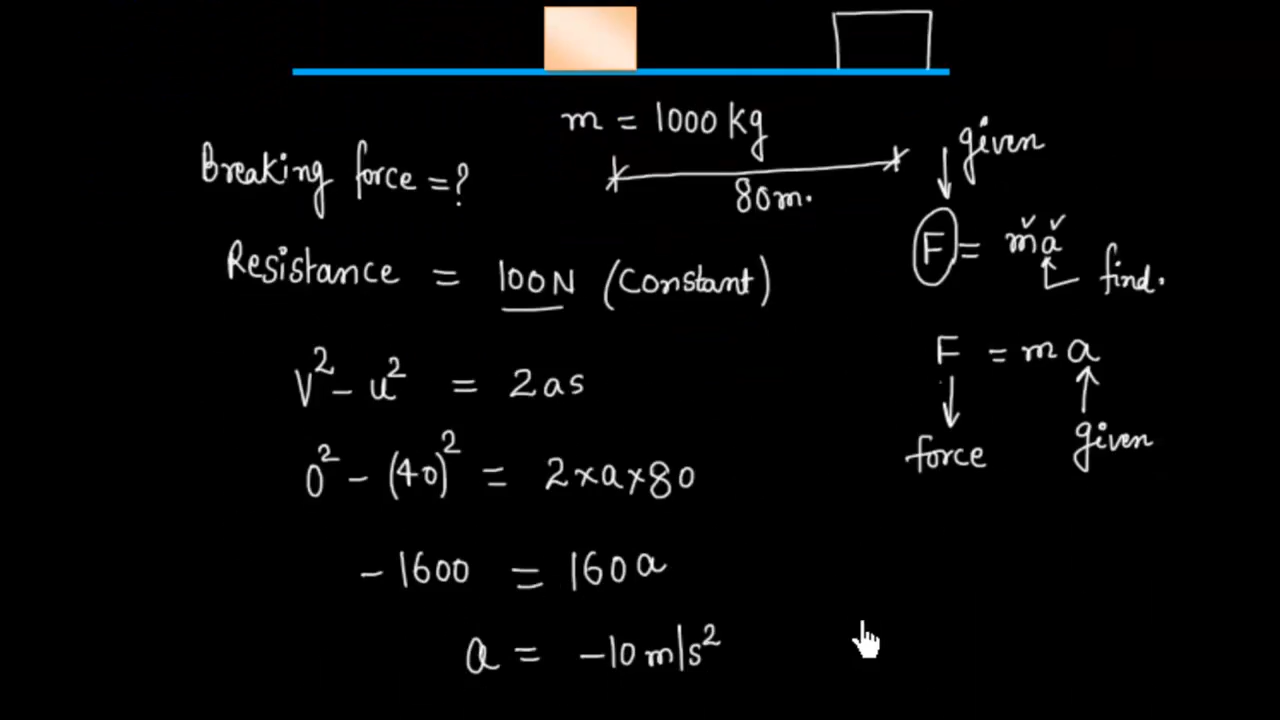 m = 1000 kg
given
Breaking force = ?
80m.
F = ma
find.
Resistance = 100N (Constant)
F = ma
V² - u² = 2as
force
given
0² - (40)² = 2×a×80
-1600 = 160a
a = -10 m/s²